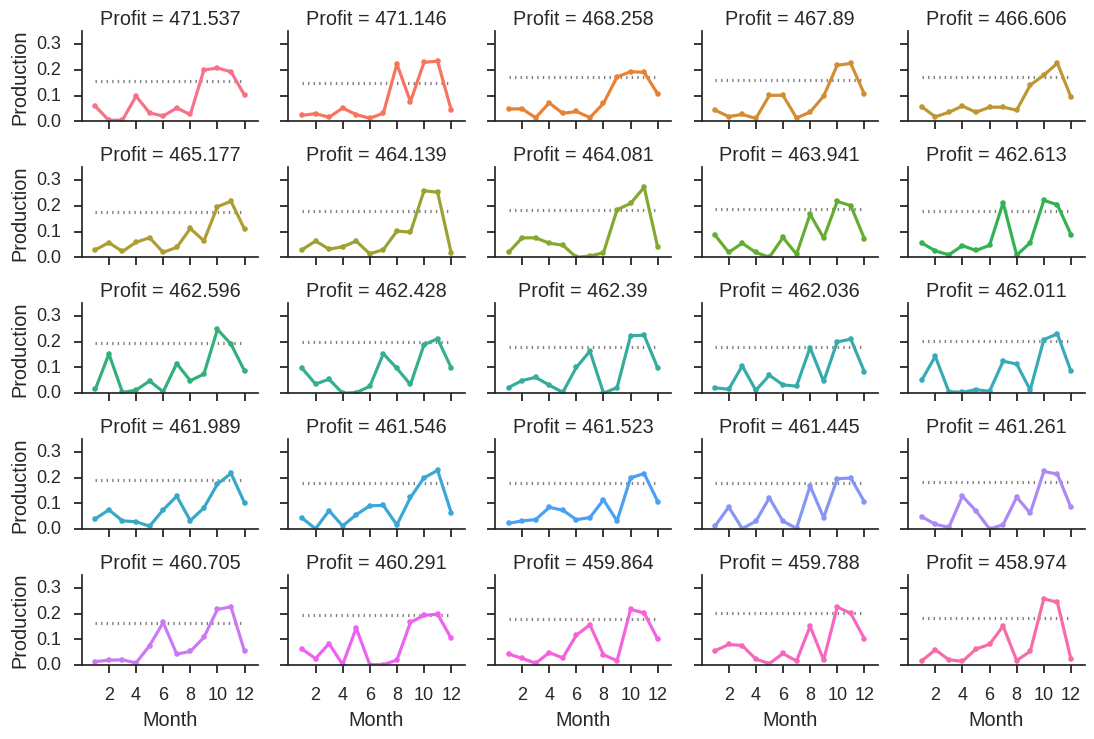 Profit = 471.537 Profit = 471.146 Profit = 468.258 Profit = 467.89 Profit = 466.606
Production
0.3
0.2
0.1
0.0
Profit = 465.177 Profit = 464.139 Profit = 464.081 Profit = 463.941 Profit = 462.613
Production
0.3
0.2
0.1
0.0
Profit = 462.596 Profit = 462.428 Profit = 462.39 Profit = 462.036 Profit = 462.011
Production
0.3
0.2
0.1
0.0
Profit = 461.989 Profit = 461.546 Profit = 461.523 Profit = 461.445 Profit = 461.261
Production
0.3
0.2
0.1
0.0
Profit = 460.705 Profit = 460.291 Profit = 459.864 Profit = 459.788 Profit = 458.974
Production
0.3
0.2
0.1
0.0
2 4 6 8 10 12 2 4 6 8 10 12 2 4 6 8 10 12 2 4 6 8 10 12 2 4 6 8 10 12
Month Month Month Month Month